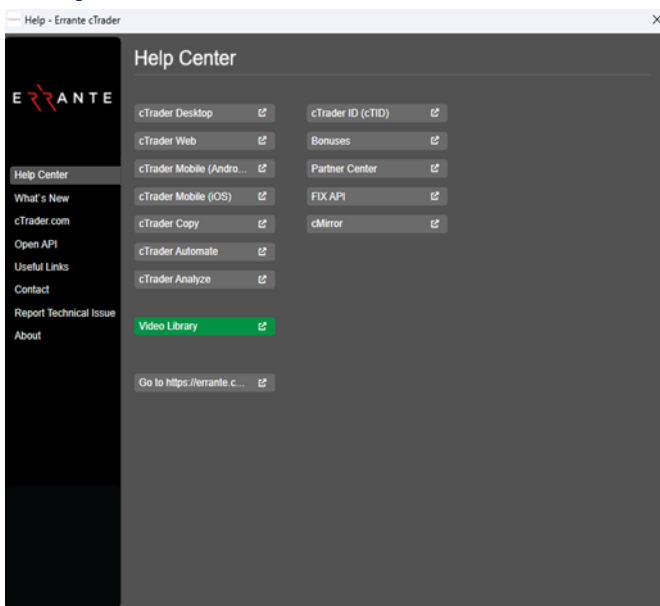 Help - Errante cTrader
ERRANTE
Help Center
What's New
cTrader.com
Open API
Useful Links
Contact
Report Technical Issue
About
Help Center
cTrader Desktop
cTrader Web
cTrader Mobile (Andro...
cTrader Mobile (iOS)
cTrader Copy
cTrader Automate
cTrader Analyze
Video Library
Go to https://errante.c...
cTrader ID (cTID)
Bonuses
Partner Center
FIX API
cMirror